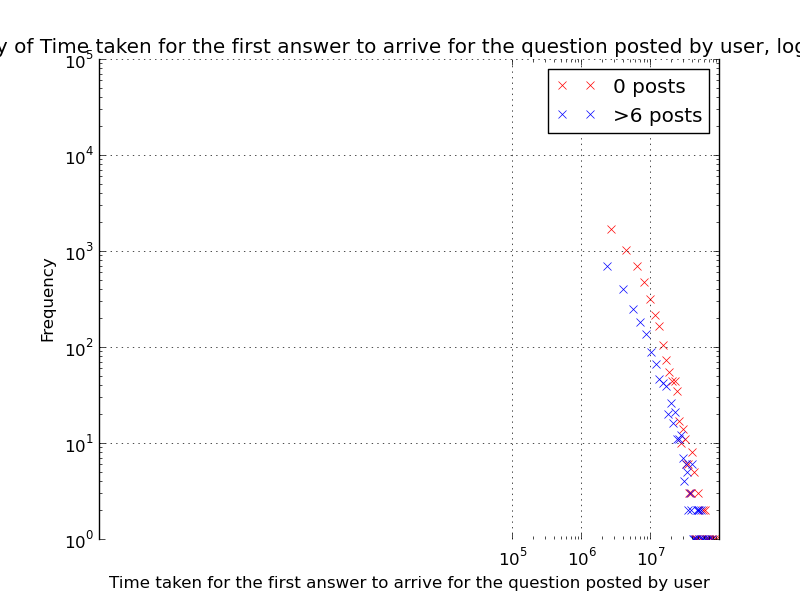 y of Time taken for the first answer to arrive for the question posted by user, log
10^5
10^4
10^3
10^2
10^1
10^0
Frequency
0 posts
>6 posts
10^5 10^6 10^7
Time taken for the first answer to arrive for the question posted by user